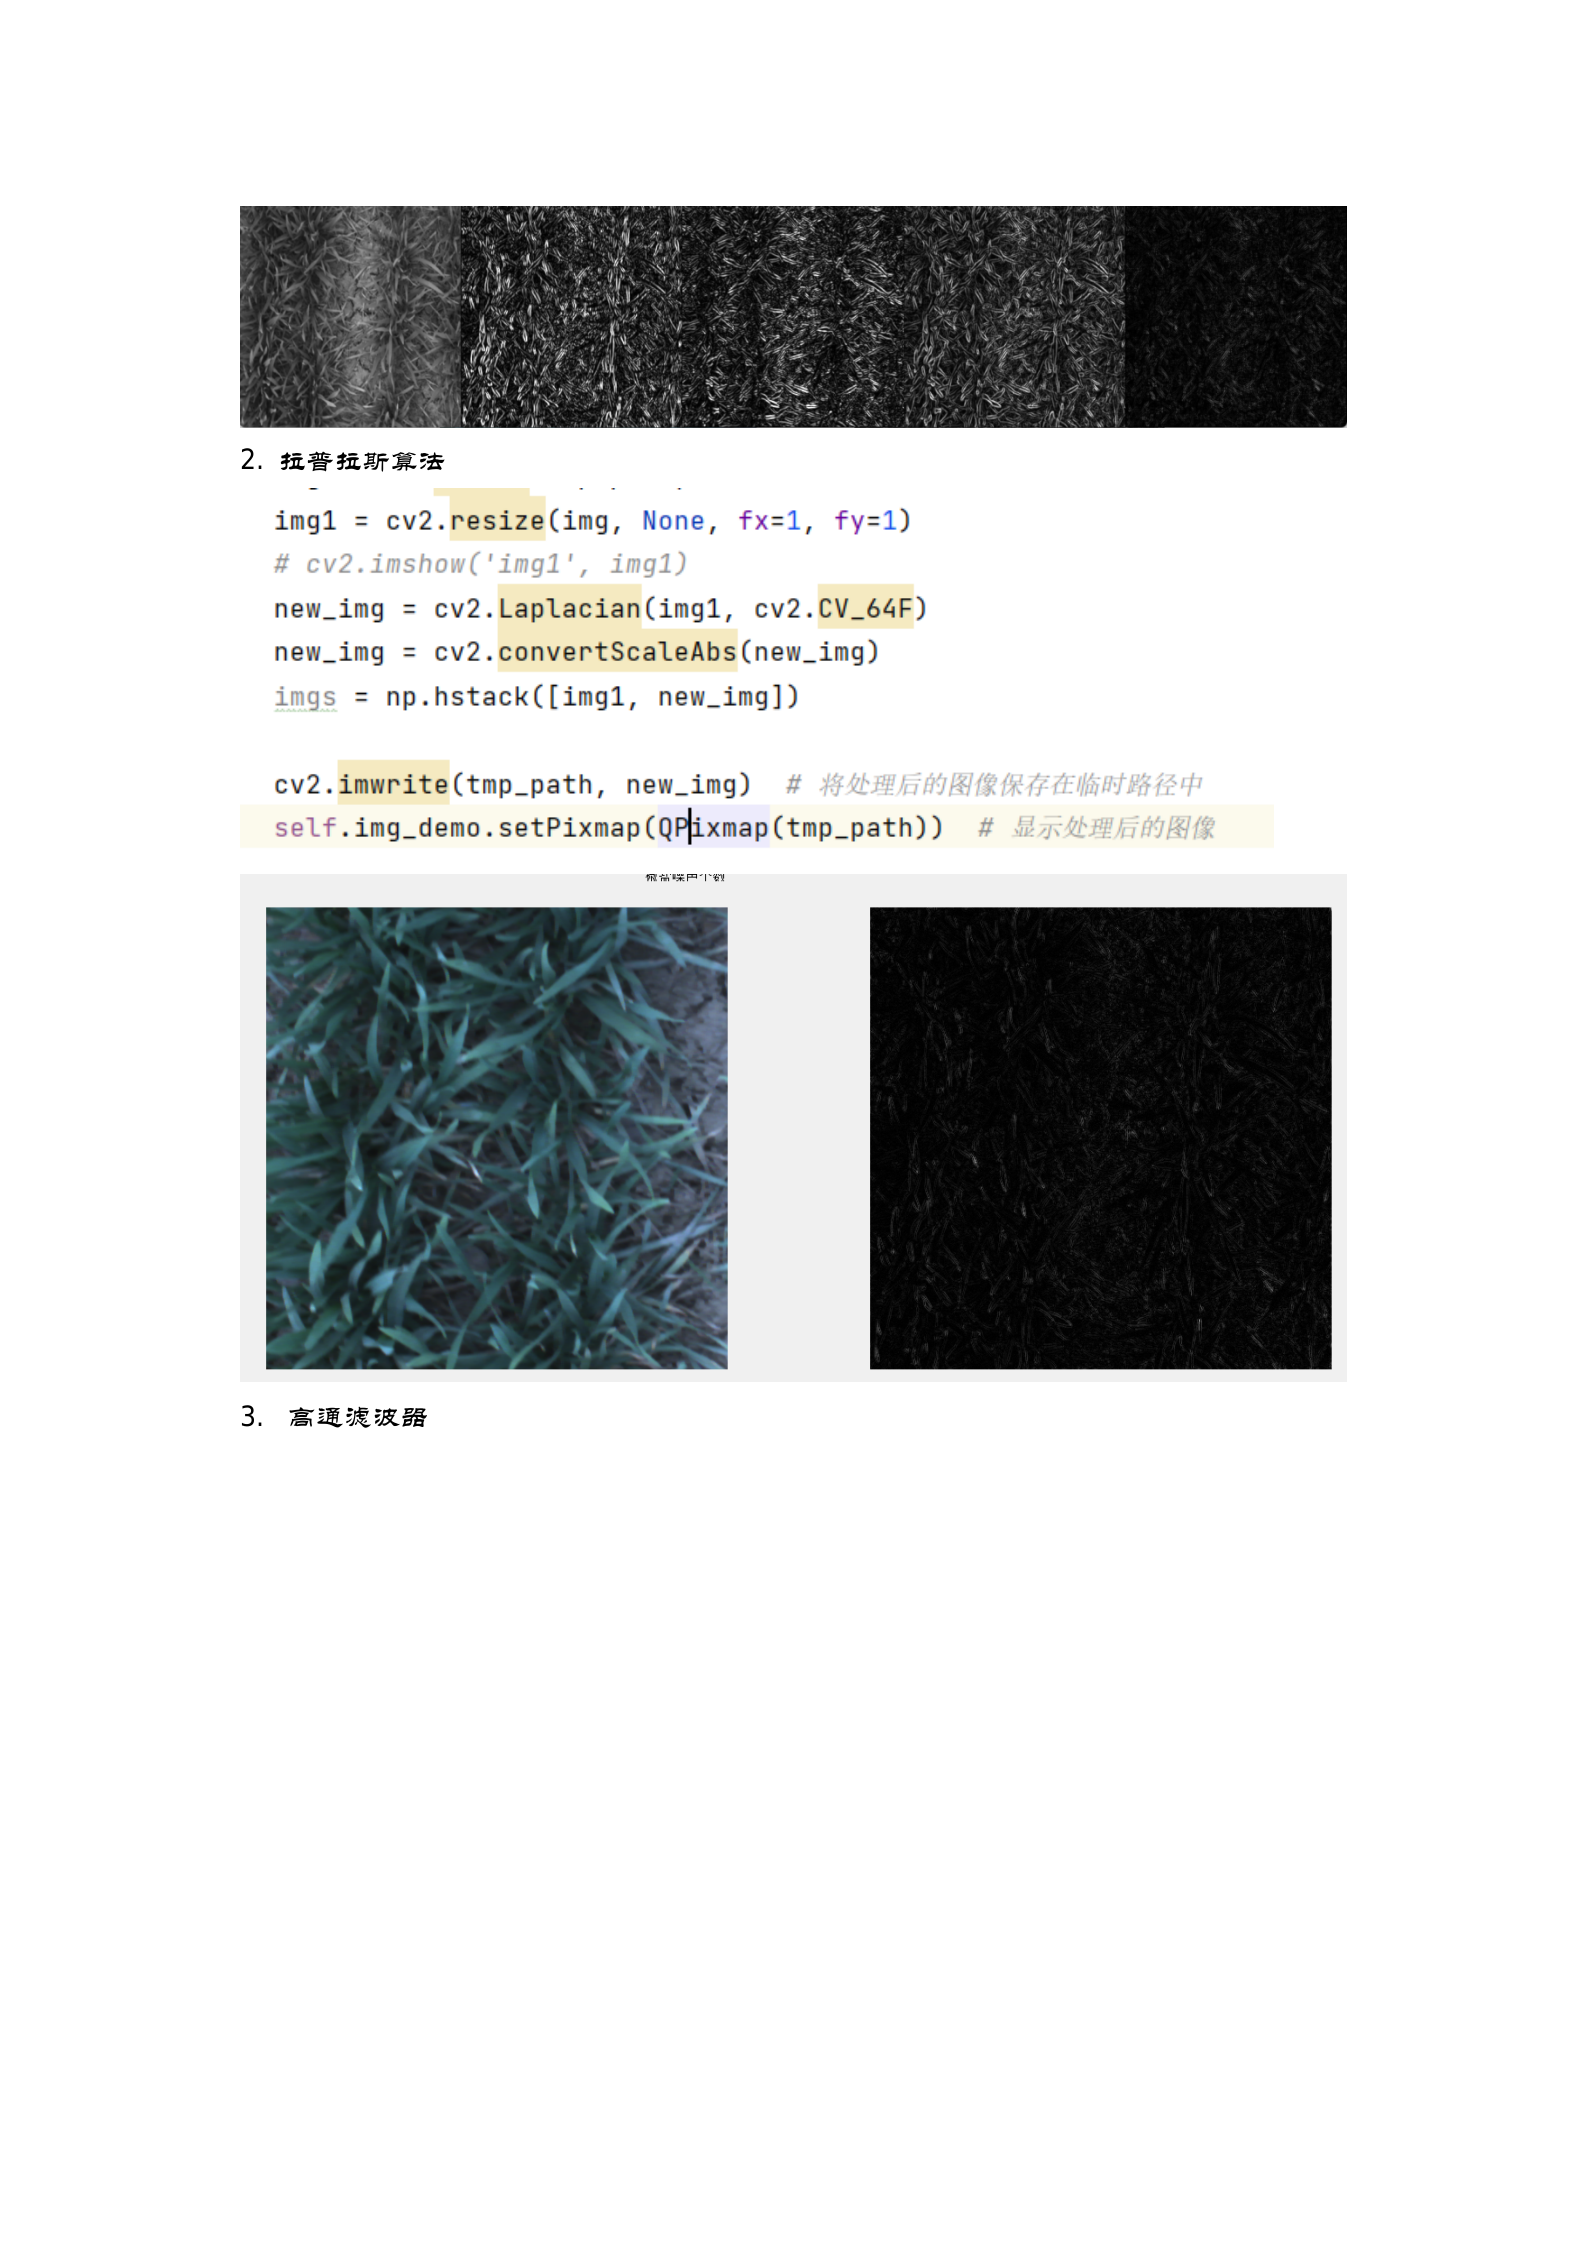 2. 拉普拉斯算法
img1 = cv2.resize(img, None, fx=1, fy=1)
# cv2.imshow('img1', img1)
new_img = cv2.Laplacian(img1, cv2.CV_64F)
new_img = cv2.convertScaleAbs(new_img)
imgs = np.hstack([img1, new_img])
cv2.imwrite(tmp_path, new_img)  # 将处理后的图像保存在临时路径中
self.img_demo.setPixmap(QPixmap(tmp_path))  # 显示处理后的图像
3. 高通滤波器